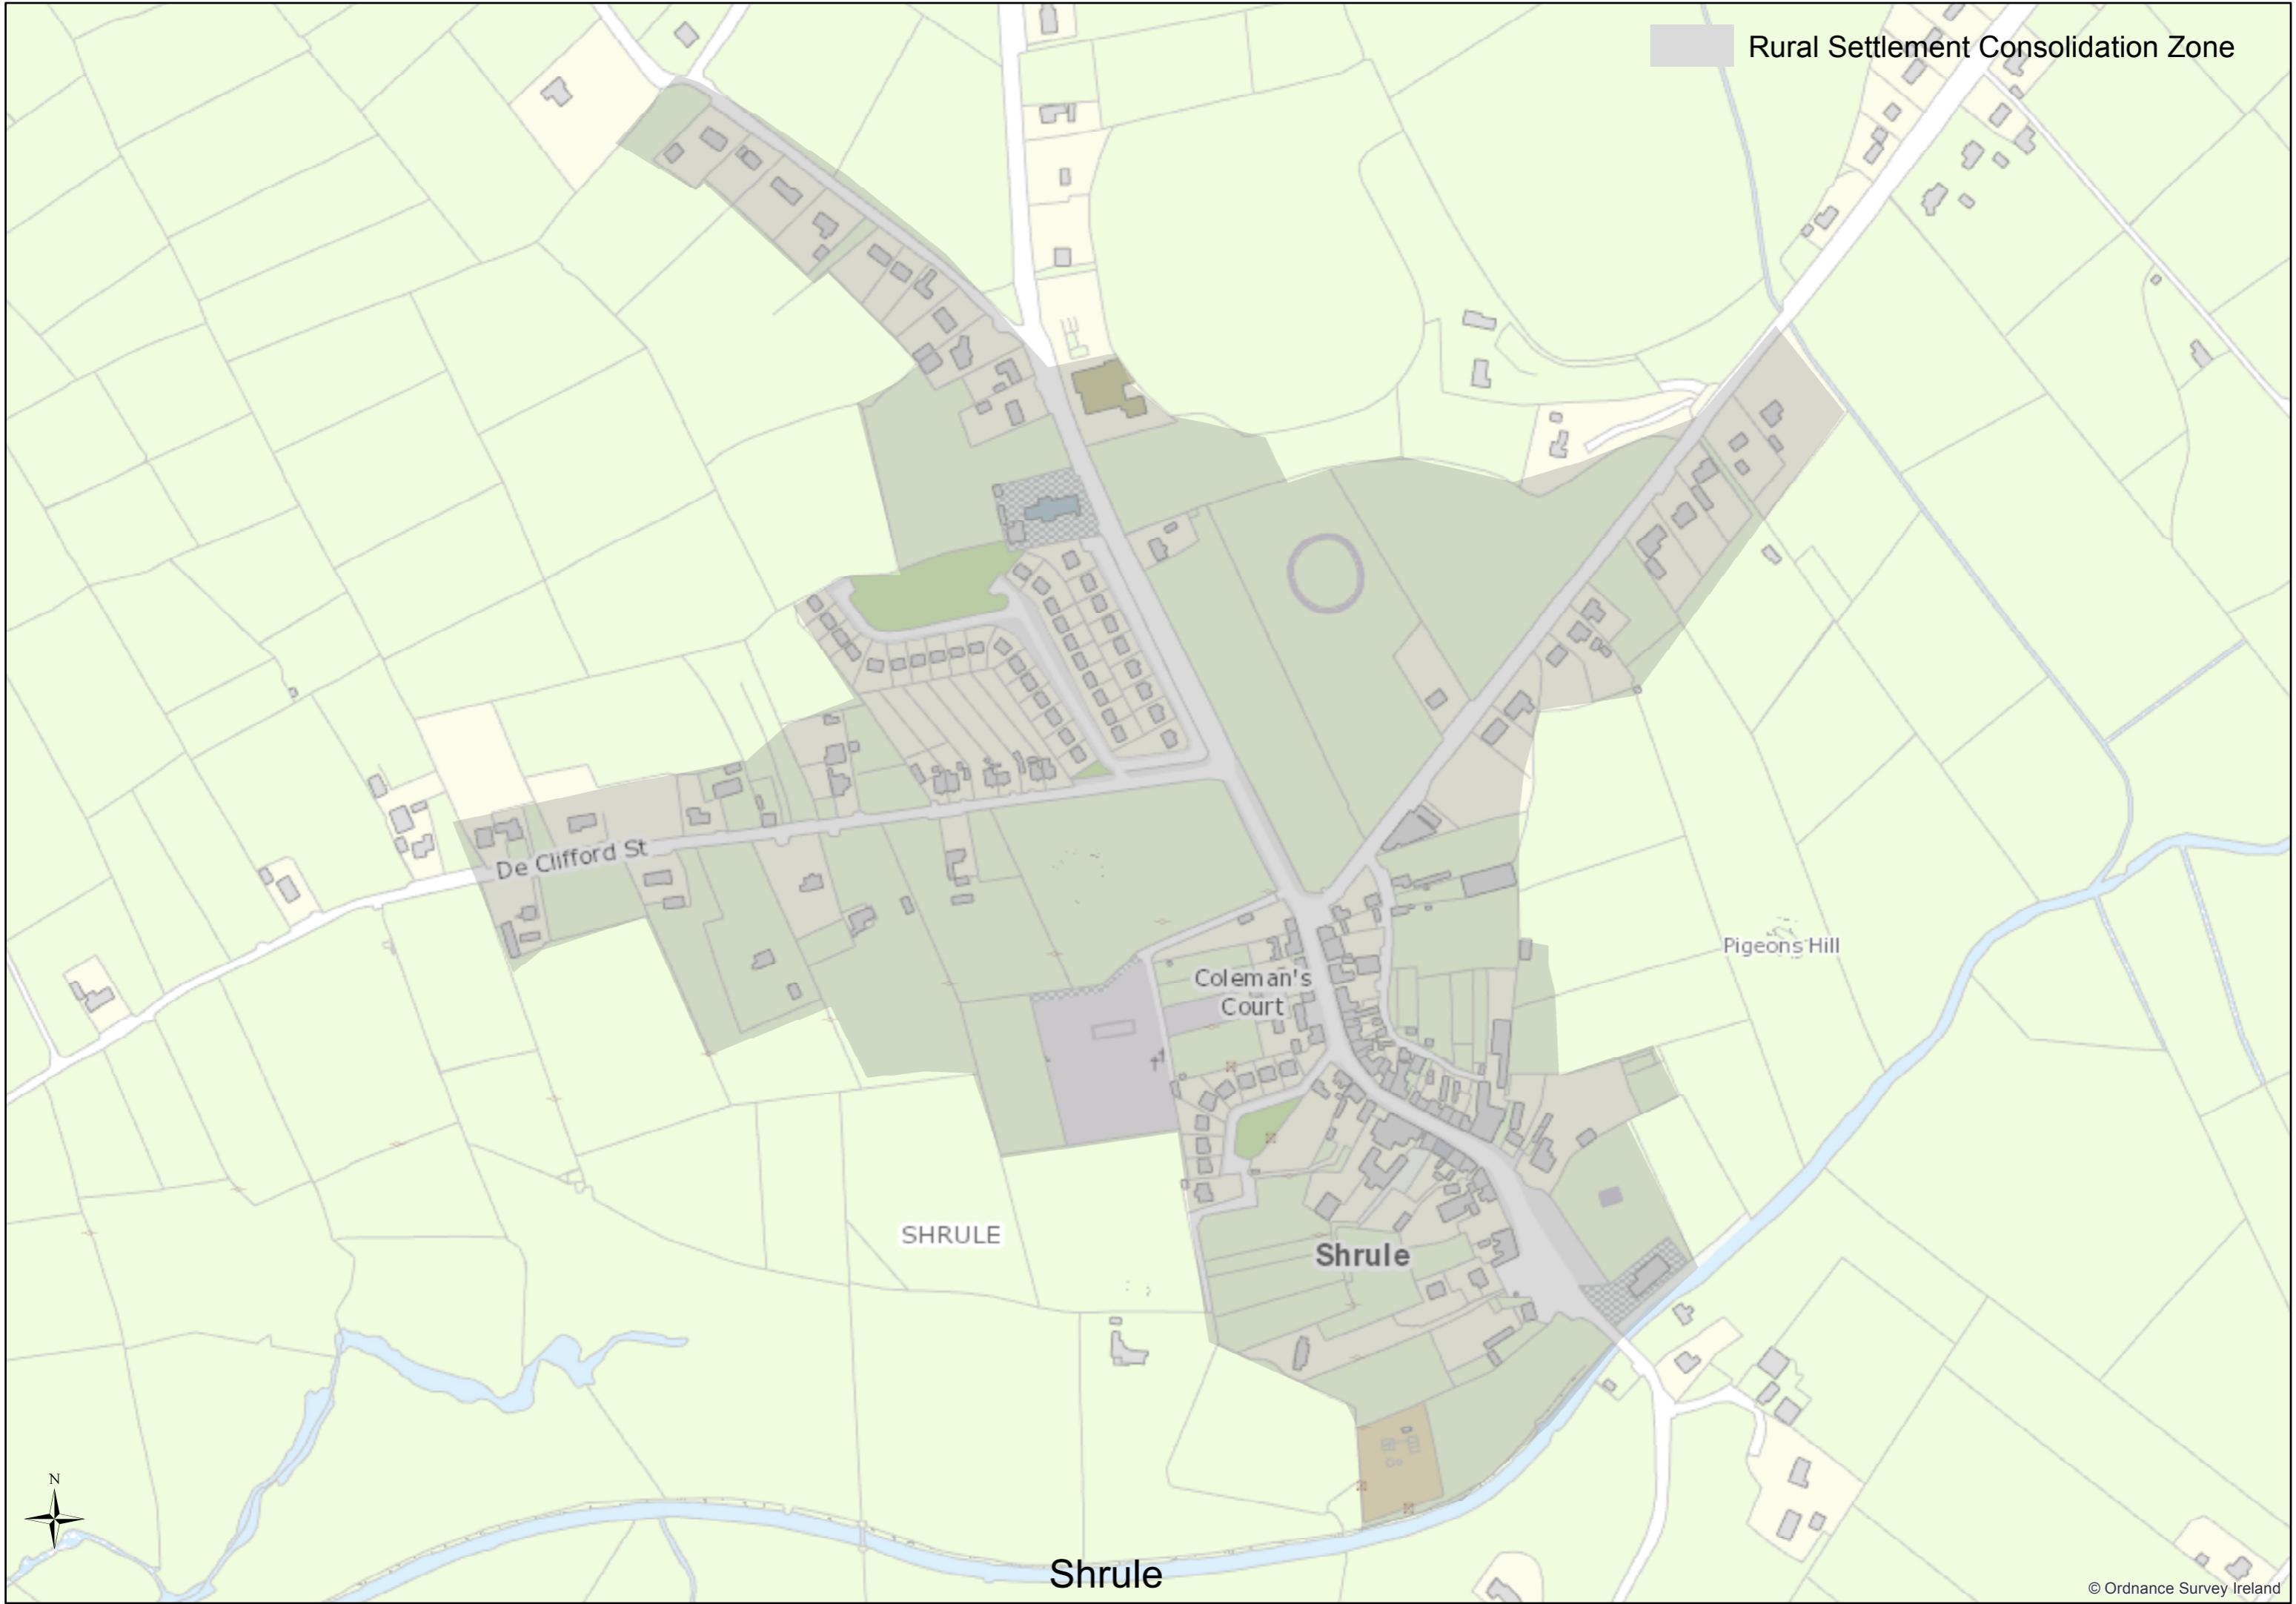 Rural Settlement Consolidation Zone
De Clifford St
Pigeons Hill
Coleman's
Court
SHRULE
Shrule
N
Shrule
© Ordnance Survey Ireland